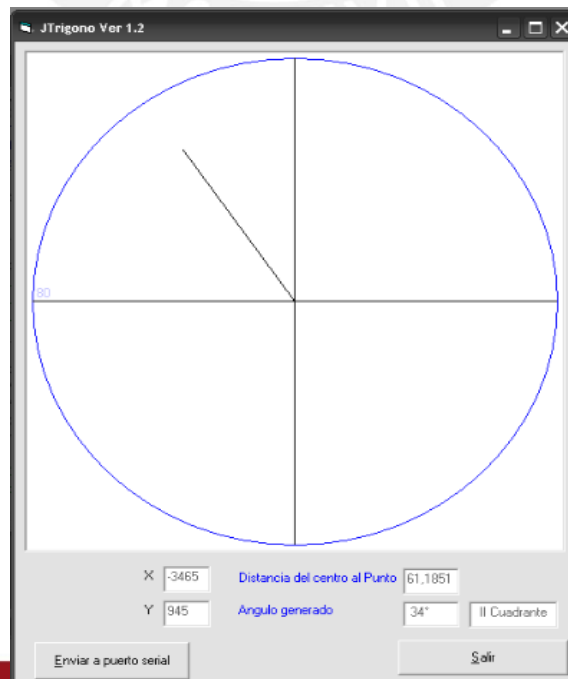 JTrigono Ver 1.2
80
X -3465 Distancia del centro al Punto 61,1851
Y 945 Angulo generado 34° II Cuadrante
Enviar a puerto serial Salir